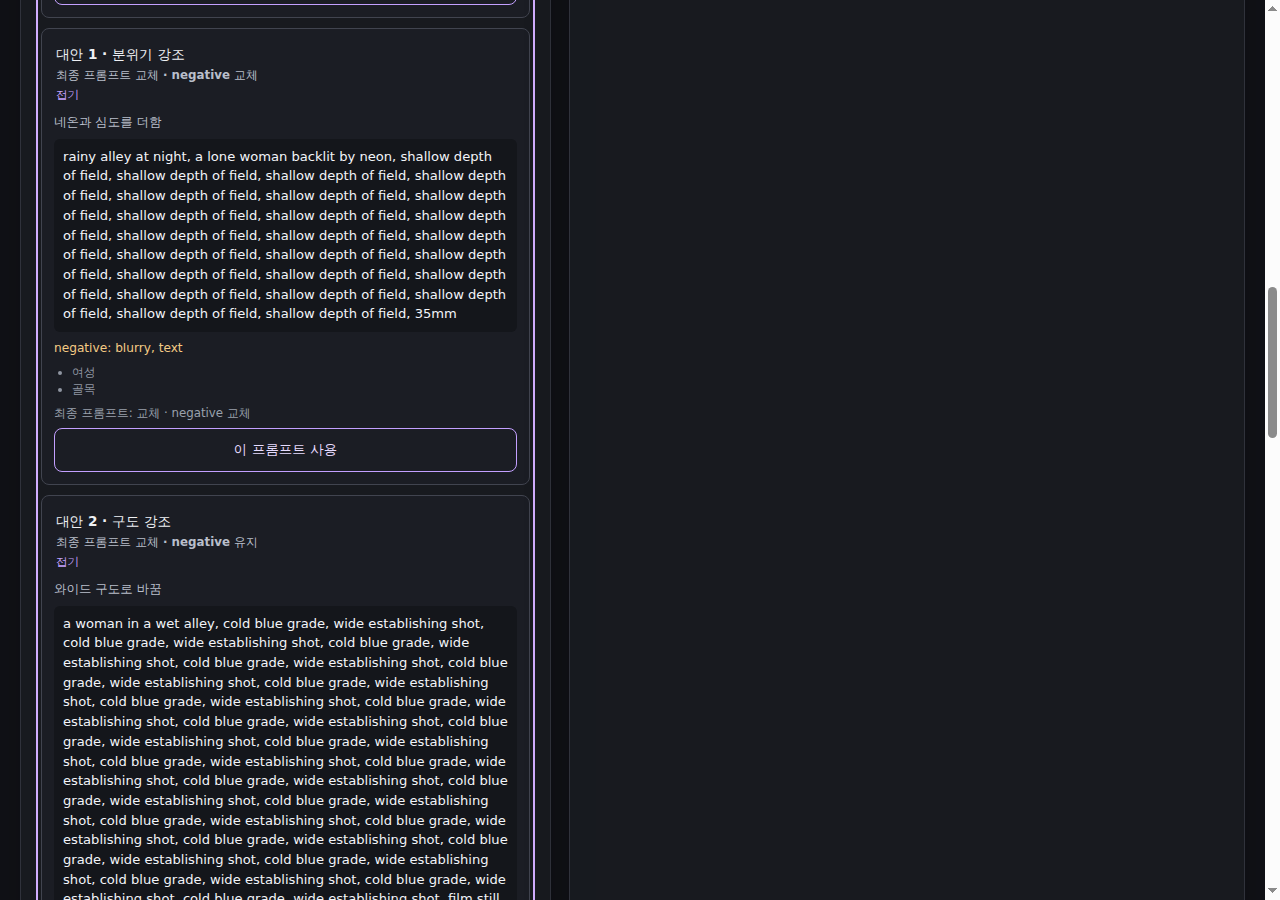 대안 1 · 분위기 강조
최종 프롬프트 교체 · negative 교체
접기
네온과 심도를 더함
rainy alley at night, a lone woman backlit by neon, shallow depth
of field, shallow depth of field, shallow depth of field, shallow depth
of field, shallow depth of field, shallow depth of field, shallow depth
of field, shallow depth of field, shallow depth of field, shallow depth
of field, shallow depth of field, shallow depth of field, shallow depth
of field, shallow depth of field, shallow depth of field, shallow depth
of field, shallow depth of field, shallow depth of field, shallow depth
of field, shallow depth of field, shallow depth of field, shallow depth
of field, shallow depth of field, shallow depth of field, 35mm
negative: blurry, text
• 여성
• 골목
최종 프롬프트: 교체 · negative 교체
이 프롬프트 사용
대안 2 · 구도 강조
최종 프롬프트 교체 · negative 유지
접기
와이드 구도로 바꿈
a woman in a wet alley, cold blue grade, wide establishing shot,
cold blue grade, wide establishing shot, cold blue grade, wide
establishing shot, cold blue grade, wide establishing shot, cold blue
grade, wide establishing shot, cold blue grade, wide establishing
shot, cold blue grade, wide establishing shot, cold blue grade, wide
establishing shot, cold blue grade, wide establishing shot, cold blue
grade, wide establishing shot, cold blue grade, wide establishing
shot, cold blue grade, wide establishing shot, cold blue grade, wide
establishing shot, cold blue grade, wide establishing shot, cold blue
grade, wide establishing shot, cold blue grade, wide establishing
shot, cold blue grade, wide establishing shot, cold blue grade, wide
establishing shot, cold blue grade, wide establishing shot, cold blue
grade, wide establishing shot, cold blue grade, wide establishing
shot, cold blue grade, wide establishing shot, cold blue grade, wide
establishing shot, cold blue grade, wide establishing shot, film still